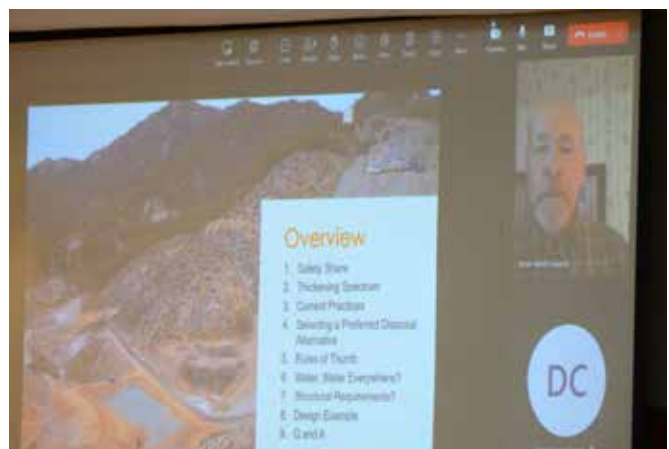 Overview
1. Safety Share
2. Thickening Spectrum
3. Current Practices
4. Selecting a Preferred Disposal
Alternative
5. Rules of Thumb
6. Water, Water Everywhere?
7. Structural Requirements?
8. Design Example
9. Q and A
DC